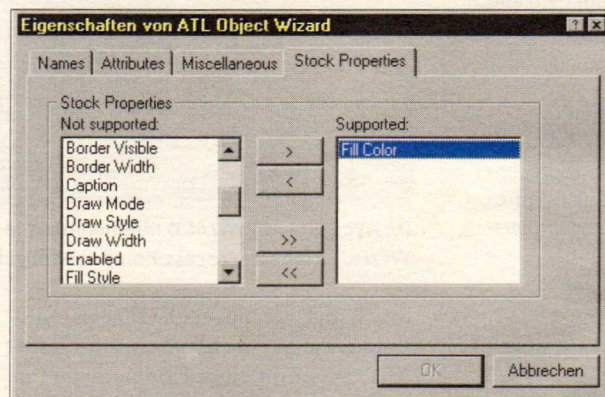 Eigenschaften von ATL Object Wizard
Names
Attributes
Miscellaneous
Stock Properties
Stock Properties
Not supported:
Border Visible
Border Width
Caption
Draw Mode
Draw Style
Draw Width
Enabled
Fill Style
>
<
>>
<<
Supported:
Fill Color
OK
Abbrechen